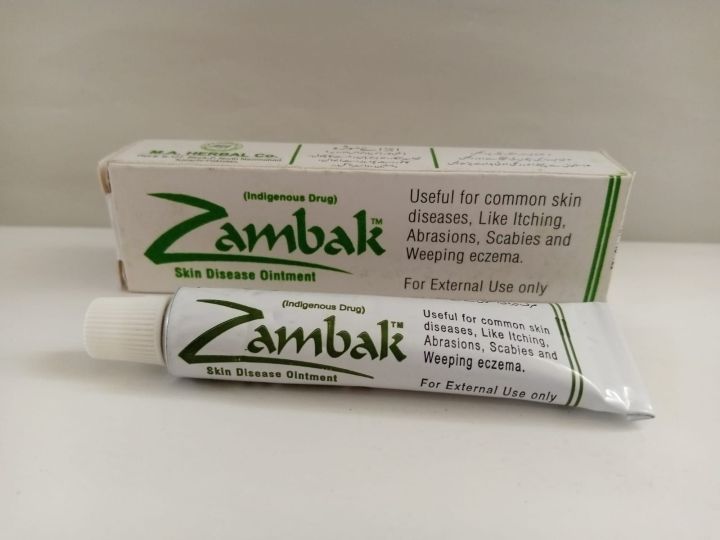 M.A. HERBAL Co.
(Indigenous Drug)
Zambak™
Skin Disease Ointment
Useful for common skin
diseases, Like Itching,
Abrasions, Scabies and
Weeping eczema.
For External Use only
(Indigenous Drug)
Zambak™
Skin Disease Ointment
Useful for common skin
diseases, Like Itching,
Abrasions, Scabies and
Weeping eczema.
For External Use only